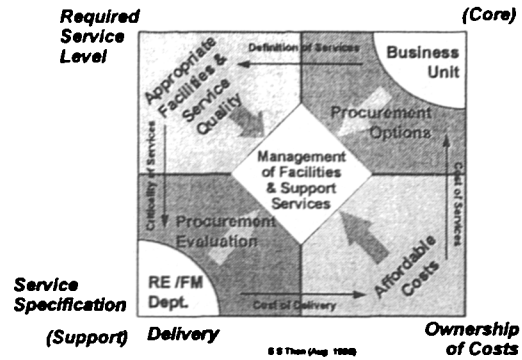 Required
Service
Level
(Core)
Definition of Services
Business
Unit
Appropriate
Facilities &
Service
Quality
Procurement
Options
Criticality of Services
Management
of Facilities
& Support
Services
Cost of Services
Procurement
Evaluation
Affordable
Costs
RE /FM
Dept.
Cost of Delivery
Service
Specification
(Support)
Delivery
Ownership
of Costs
S S Then (Aug